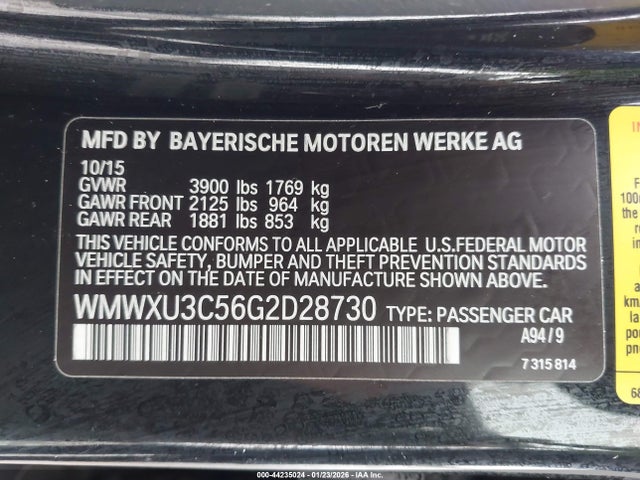 MFD BY BAYERISCHE MOTOREN WERKE AG
10/15
GVWR 3900 lbs 1769 kg
GAWR FRONT 2125 lbs 964 kg
GAWR REAR 1881 lbs 853 kg
THIS VEHICLE CONFORMS TO ALL APPLICABLE U.S.FEDERAL MOTOR
VEHICLE SAFETY, BUMPER AND THEFT PREVENTION STANDARDS
IN EFFECT ON THE DATE OF MANUFACTURE SHOWN ABOVE.
WMWXU3C56G2D28730 TYPE: PASSENGER CAR
A94/9
7 315 814
000-44235024 - 01/23/2026 - IAA Inc.